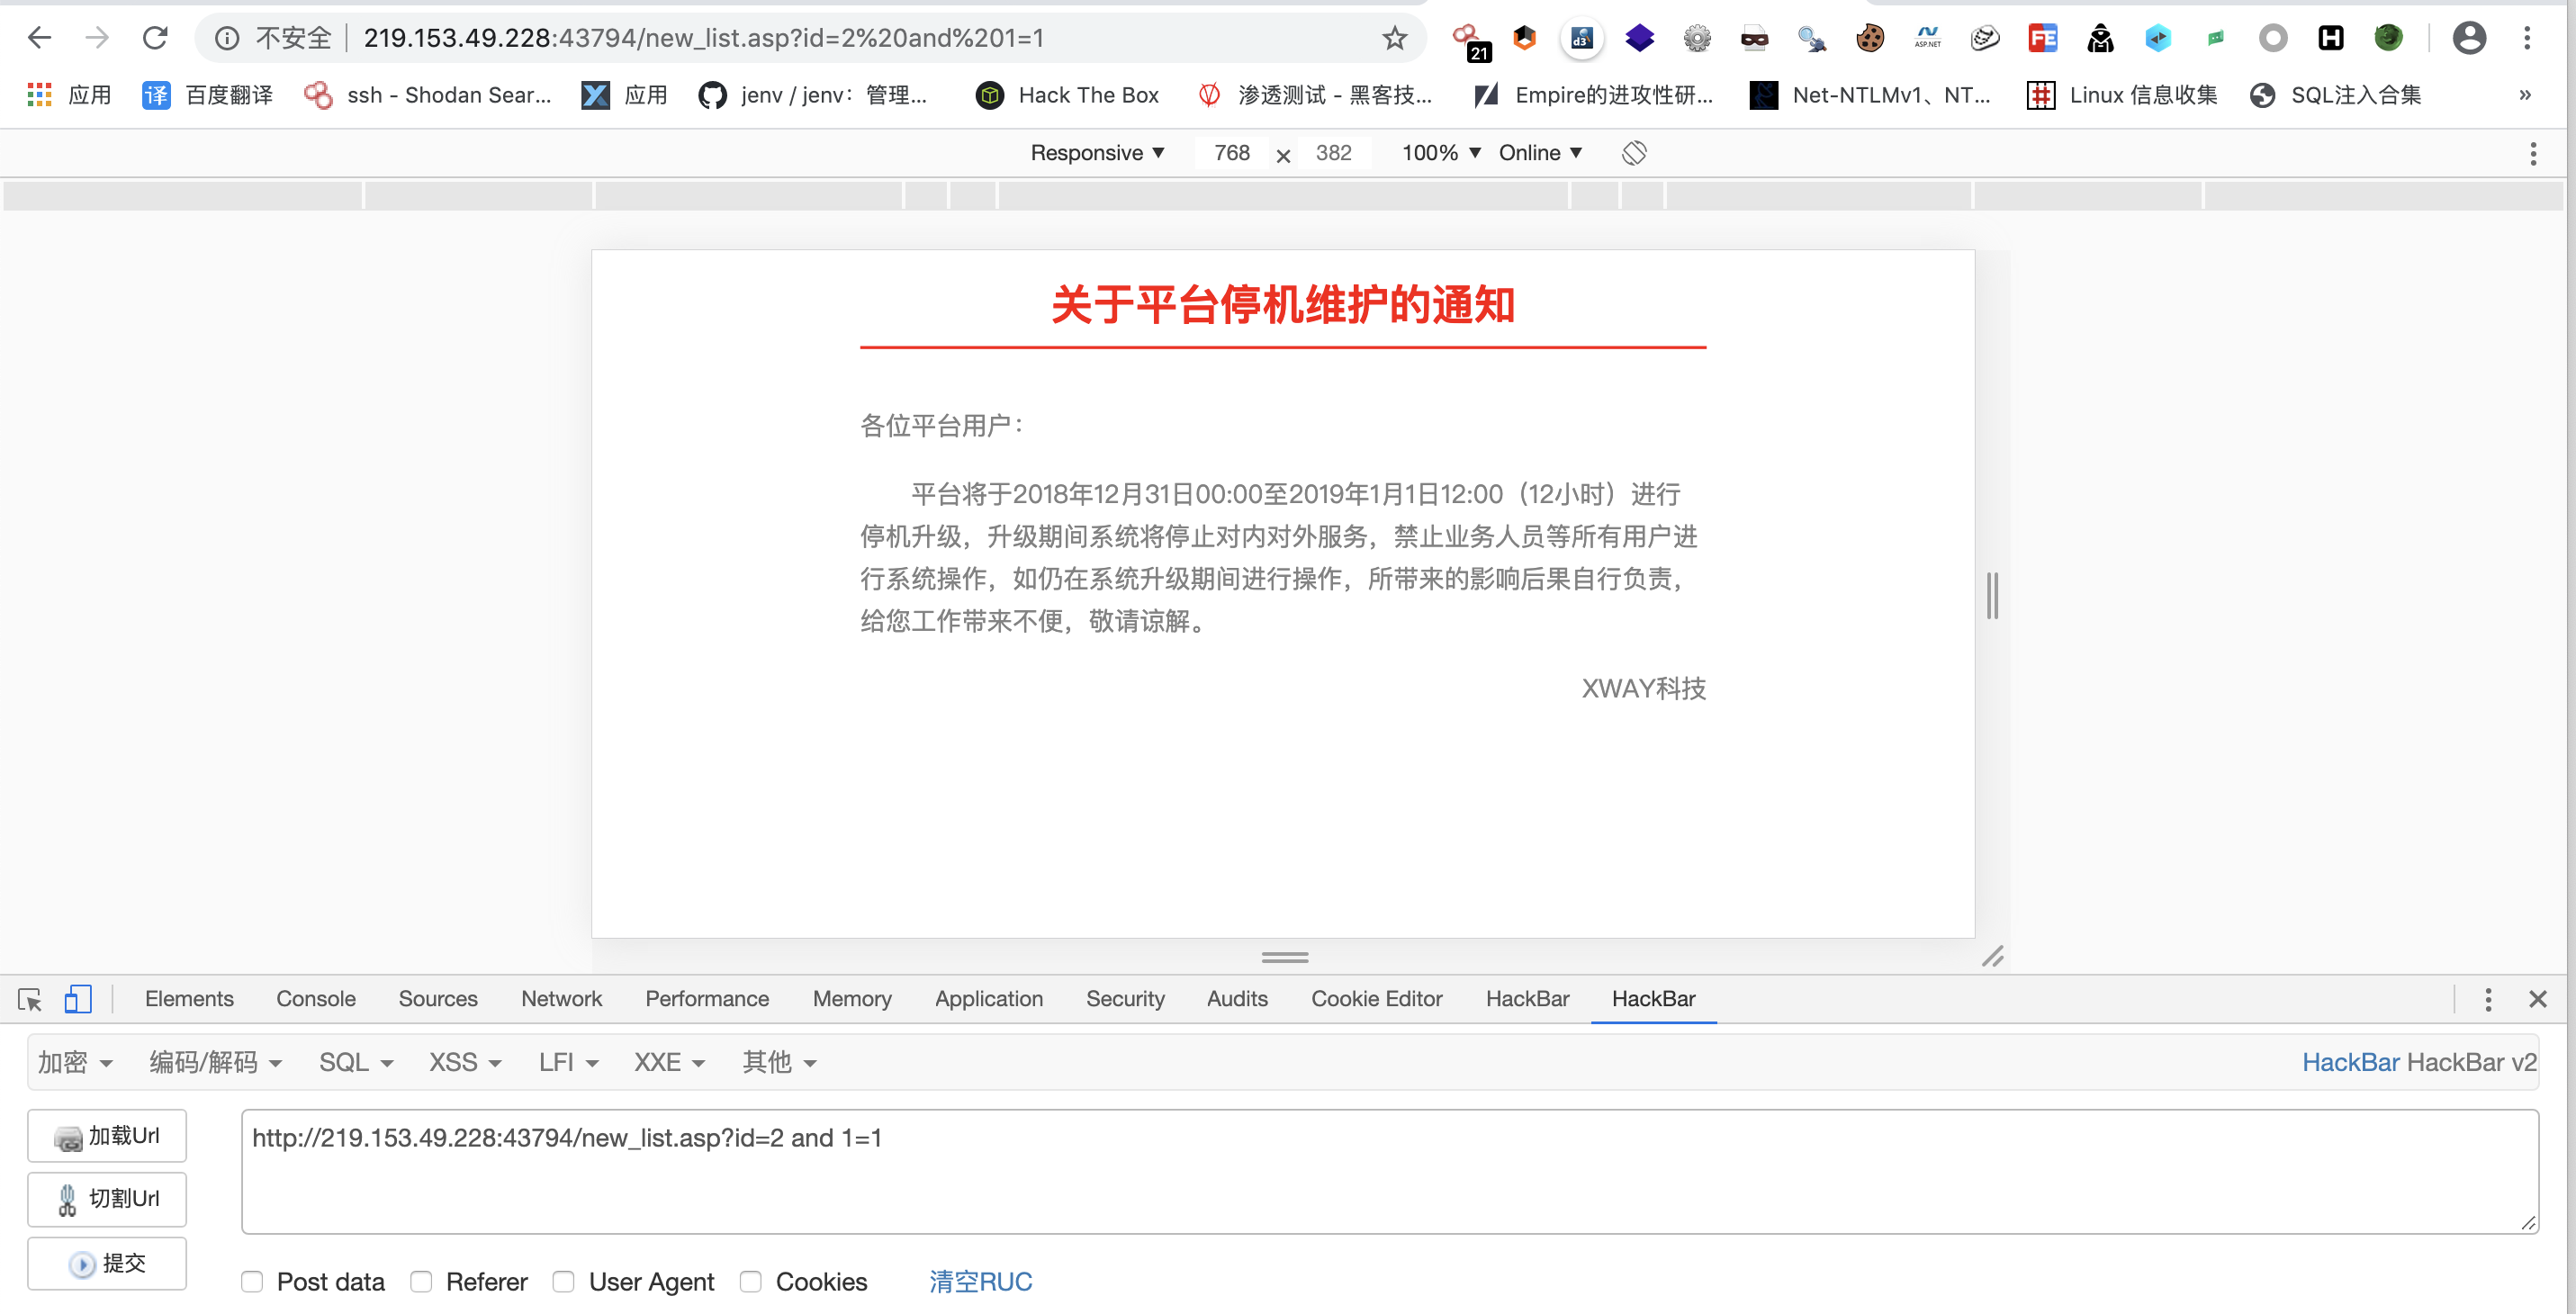 不安全 219.153.49.228:43794/new_list.asp?id=2%20and%201=1
21 d3 ASP.NET FE H
应用 译 百度翻译 ssh - Shodan Sear... 应用 jenv / jenv：管理... Hack The Box 渗透测试 - 黑客技... Empire的进攻性研... Net-NTLMv1、NT... Linux 信息收集 SQL注入合集 »
Responsive ▼ 768 × 382 100% ▼ Online ▼
关于平台停机维护的通知
各位平台用户：
平台将于2018年12月31日00:00至2019年1月1日12:00（12小时）进行
停机升级，升级期间系统将停止对内对外服务，禁止业务人员等所有用户进
行系统操作，如仍在系统升级期间进行操作，所带来的影响后果自行负责，
给您工作带来不便，敬请谅解。
XWAY科技
Elements Console Sources Network Performance Memory Application Security Audits Cookie Editor HackBar HackBar
加密 编码/解码 SQL XSS LFI XXE 其他 HackBar HackBar v2
加载Url
http://219.153.49.228:43794/new_list.asp?id=2 and 1=1
切割Url
提交
Post data Referer User Agent Cookies 清空RUC